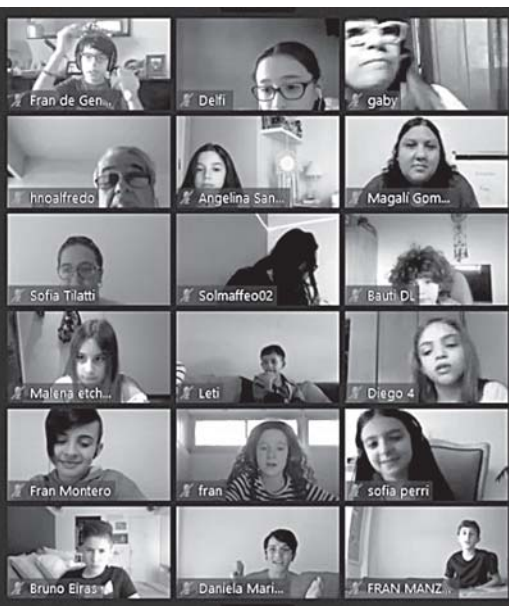 Fran de Gen...
Delfi
gaby
hnoalfredo
Angelina San...
Magalí Gom...
Sofia Tilatti
Solmaffeo02
Bauti DL
Malena etch...
Leti
Diego 4
Fran Montero
fran
sofia perri
Bruno Eiras
Daniela Mari...
FRAN MANZ...